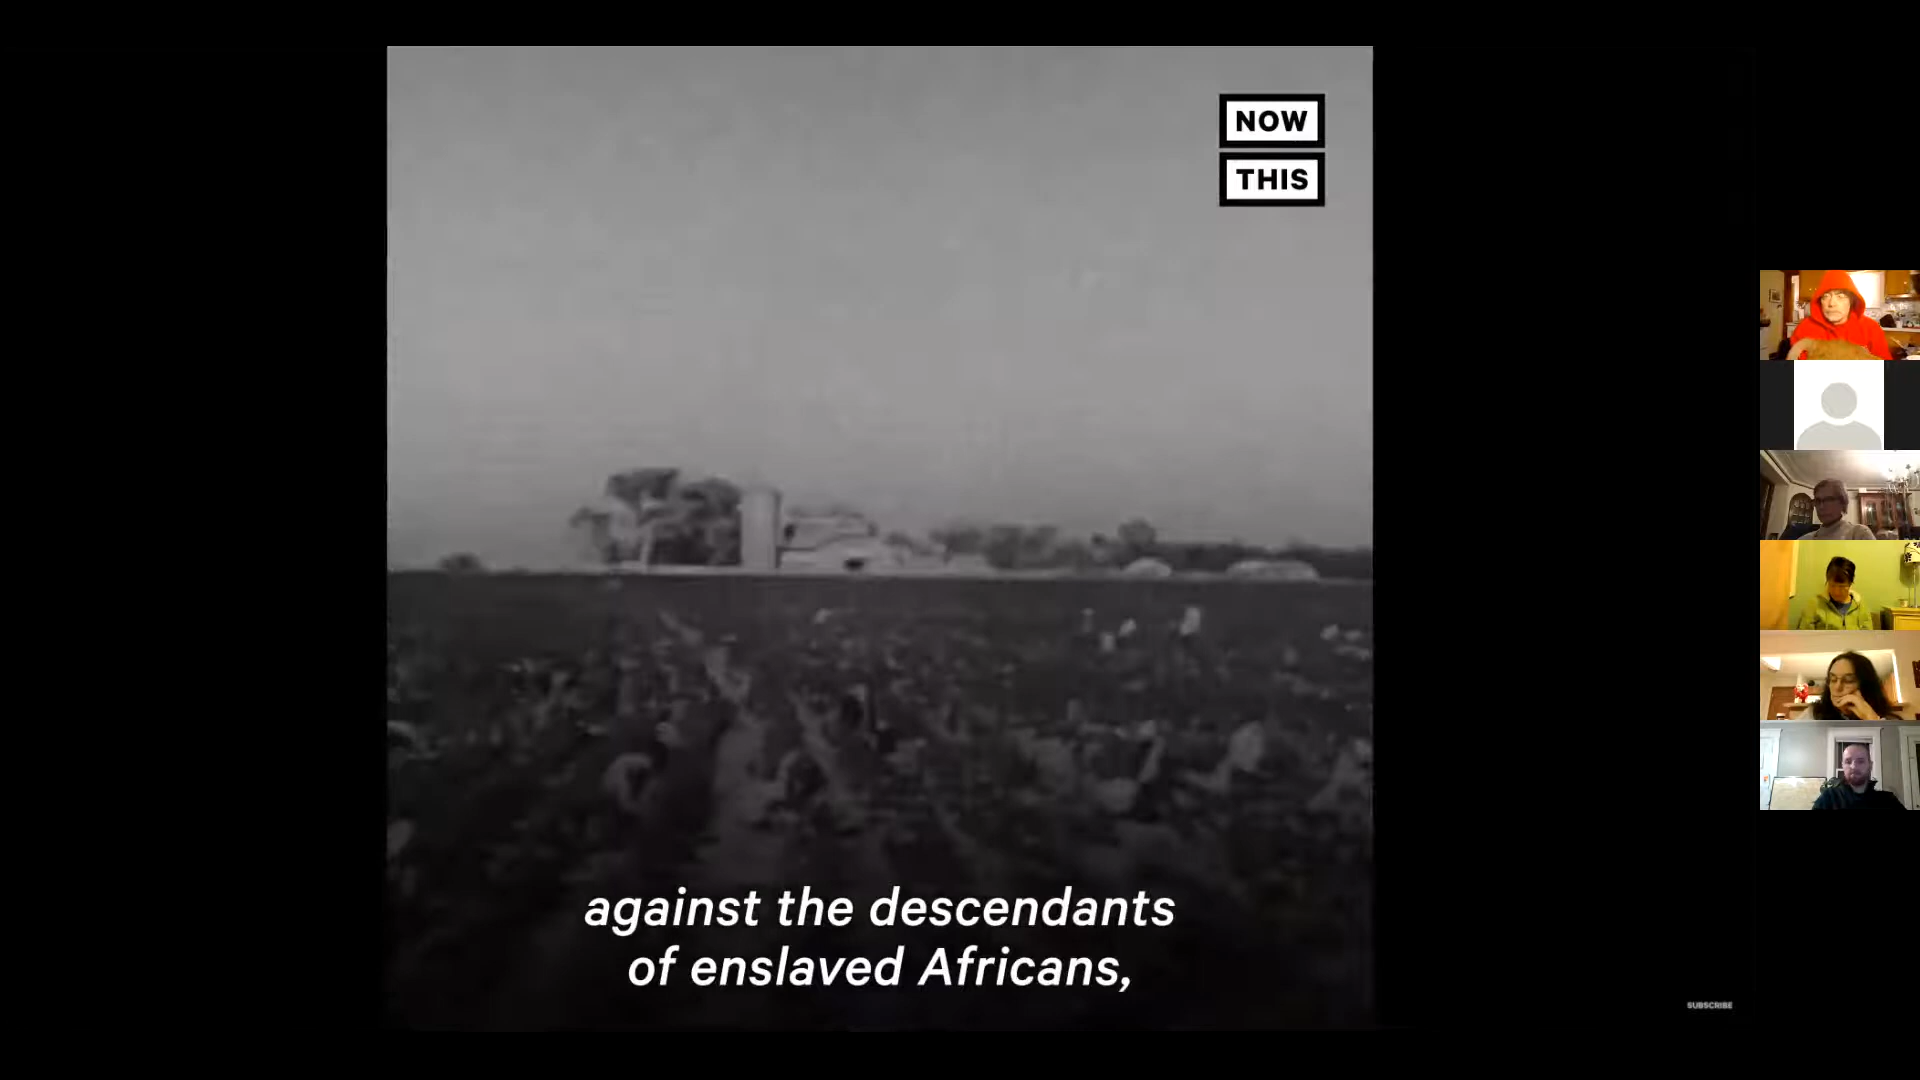 NOW
THIS
against the descendants
of enslaved Africans,
SUBSCRIBE